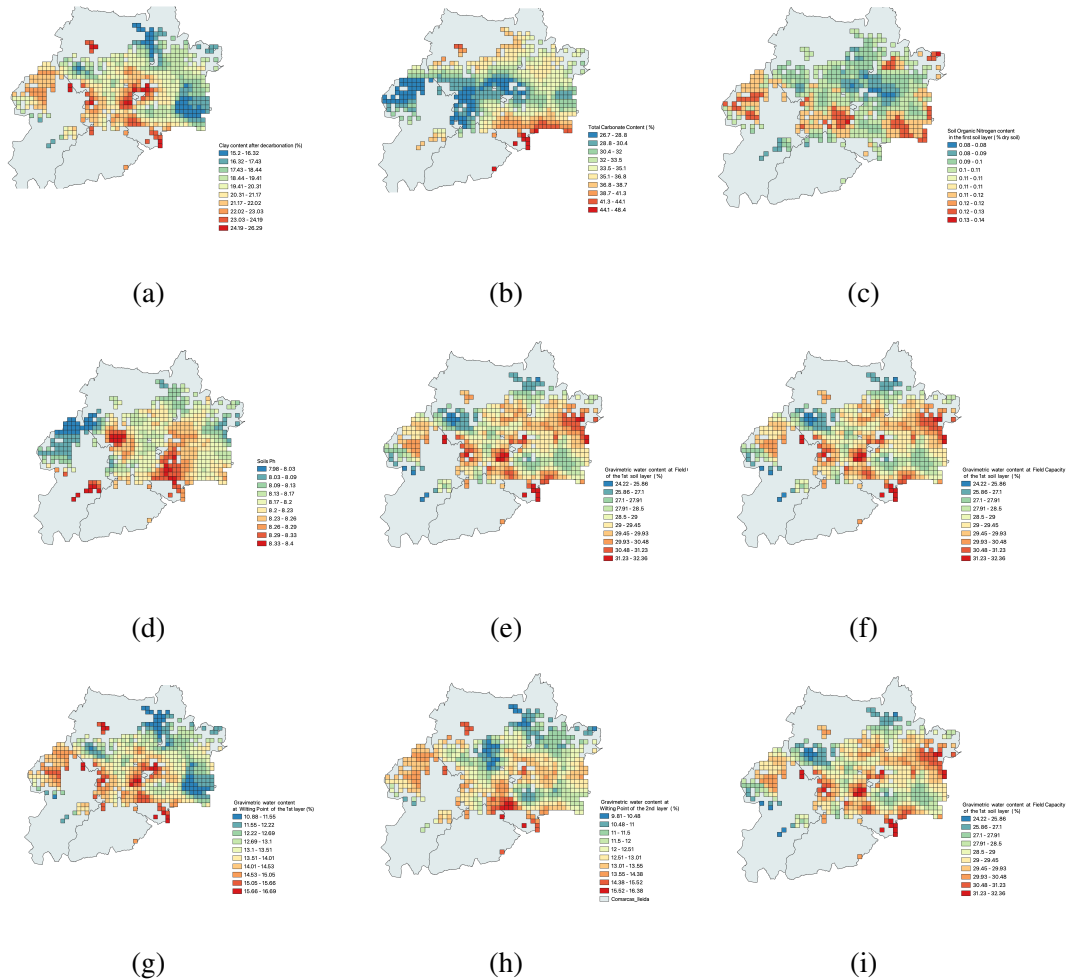 Clay content after decarbonation (%)
15.2 - 16.32
16.32 - 17.43
17.43 - 18.44
18.44 - 19.41
19.41 - 20.31
20.31 - 21.17
21.17 - 22.02
22.02 - 23.03
23.03 - 24.19
24.19 - 26.29
(a)
Total Carbonate Content ( %)
26.7 - 28.8
28.8 - 30.4
30.4 - 32
32 - 33.5
33.5 - 35.1
35.1 - 36.8
36.8 - 38.7
38.7 - 41.3
41.3 - 44.1
44.1 - 48.4
(b)
Soil Organic Nitrogen content
in the first soil layer ( % dry soil)
0.08 - 0.08
0.08 - 0.09
0.09 - 0.1
0.1 - 0.11
0.11 - 0.11
0.11 - 0.11
0.11 - 0.12
0.12 - 0.12
0.12 - 0.13
0.13 - 0.14
(c)
Soils Ph
7.98 - 8.03
8.03 - 8.09
8.09 - 8.13
8.13 - 8.17
8.17 - 8.2
8.2 - 8.23
8.23 - 8.26
8.26 - 8.29
8.29 - 8.33
8.33 - 8.4
(d)
Gravimetric water content at Field
of the 1st soil layer ( %)
24.22 - 25.86
25.86 - 27.1
27.1 - 27.91
27.91 - 28.5
28.5 - 29
29 - 29.45
29.45 - 29.93
29.93 - 30.48
30.48 - 31.23
31.23 - 32.36
(e)
Gravimetric water content at Field Capacity
of the 1st soil layer ( %)
24.22 - 25.86
25.86 - 27.1
27.1 - 27.91
27.91 - 28.5
28.5 - 29
29 - 29.45
29.45 - 29.93
29.93 - 30.48
30.48 - 31.23
31.23 - 32.36
(f)
Gravimetric water content
at Wilting Point of the 1st layer (%)
10.88 - 11.55
11.55 - 12.22
12.22 - 12.69
12.69 - 13.1
13.1 - 13.51
13.51 - 14.01
14.01 - 14.53
14.53 - 15.05
15.05 - 15.66
15.66 - 16.69
(g)
Gravimetric water content at
Wilting Point of the 2nd layer ( %)
9.81 - 10.48
10.48 - 11
11 - 11.5
11.5 - 12
12 - 12.51
12.51 - 13.01
13.01 - 13.55
13.55 - 14.38
14.38 - 15.52
15.52 - 16.38
Comarcas_lleida
(h)
Gravimetric water content at Field Capacity
of the 1st soil layer ( %)
24.22 - 25.86
25.86 - 27.1
27.1 - 27.91
27.91 - 28.5
28.5 - 29
29 - 29.45
29.45 - 29.93
29.93 - 30.48
30.48 - 31.23
31.23 - 32.36
(i)